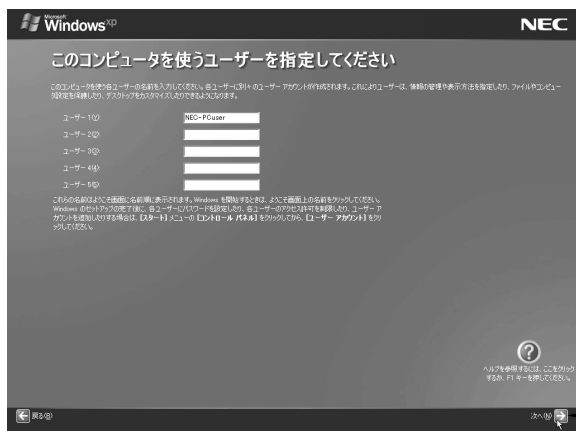 Microsoft
Windows xp
NEC
このコンピュータを使うユーザーを指定してください
このコンピュータを使う各ユーザーの名前を入力してください。各ユーザーに別々のユーザー アカウントが作成されます。これによりユーザーは、情報の管理や表示方法を指定したり、ファイルやコンピュー
タ設定を保護したり、デスクトップをカスタマイズしたりできるようになります。
ユーザー 1(Y): NEC-PCuser
ユーザー 2(2):
ユーザー 3(3):
ユーザー 4(4):
ユーザー 5(5):
これらの名前はようこそ画面に名前順に表示されます。Windows を開始するときは、ようこそ画面上の名前をクリックしてください。
Windows のセットアップの完了後に、各ユーザーにパスワードを設定したり、各ユーザーのアクセス許可を制限したり、ユーザー ア
カウントを追加したりする場合は、[スタート] メニューの [コントロール パネル] をクリックしてから、[ユーザー アカウント] をクリ
ックしてください。
?
ヘルプを参照するには、ここをクリック
するか、F1 キーを押してください。
戻る(B)
次へ(N)